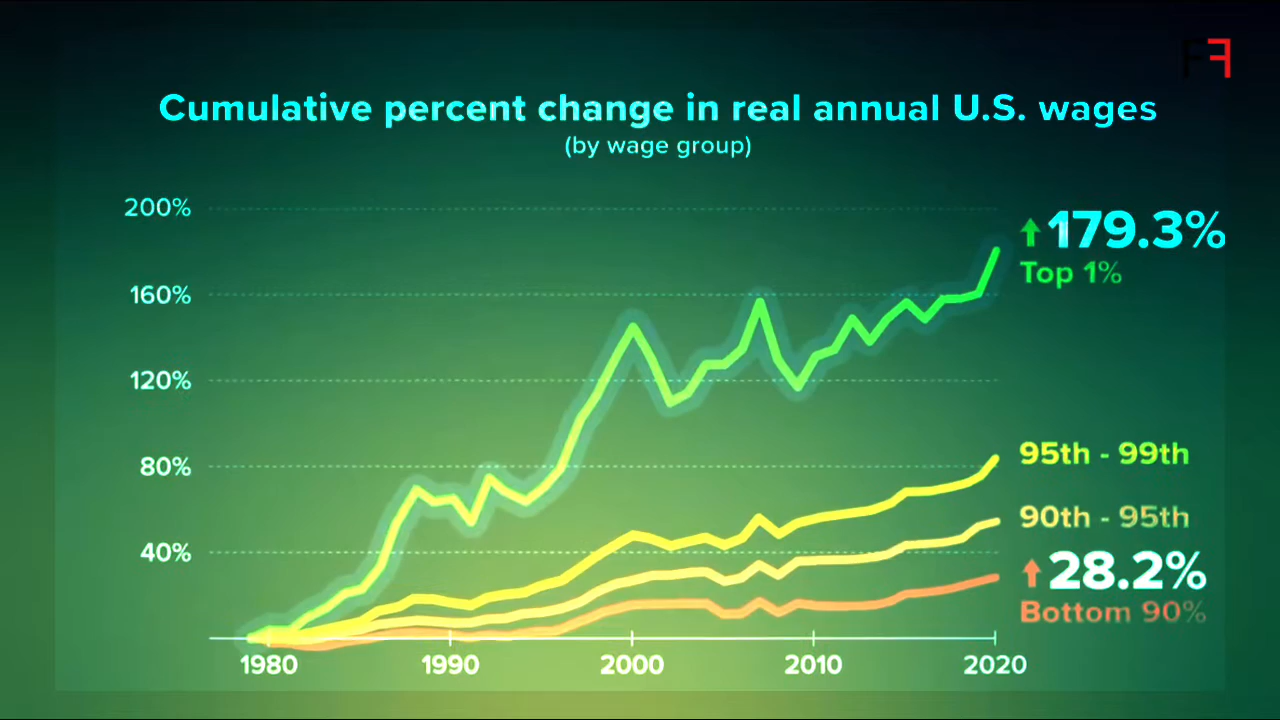 FF
Cumulative percent change in real annual U.S. wages
(by wage group)
200%
160%
120%
80%
40%
179.3%
Top 1%
95th - 99th
90th - 95th
28.2%
Bottom 90%
1980 1990 2000 2010 2020